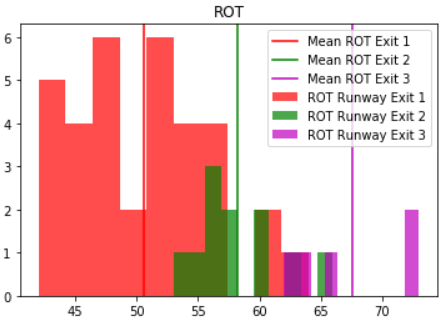 ROT
Mean ROT Exit 1
Mean ROT Exit 2
Mean ROT Exit 3
ROT Runway Exit 1
ROT Runway Exit 2
ROT Runway Exit 3
6
5
4
3
2
1
0
45 50 55 60 65 70